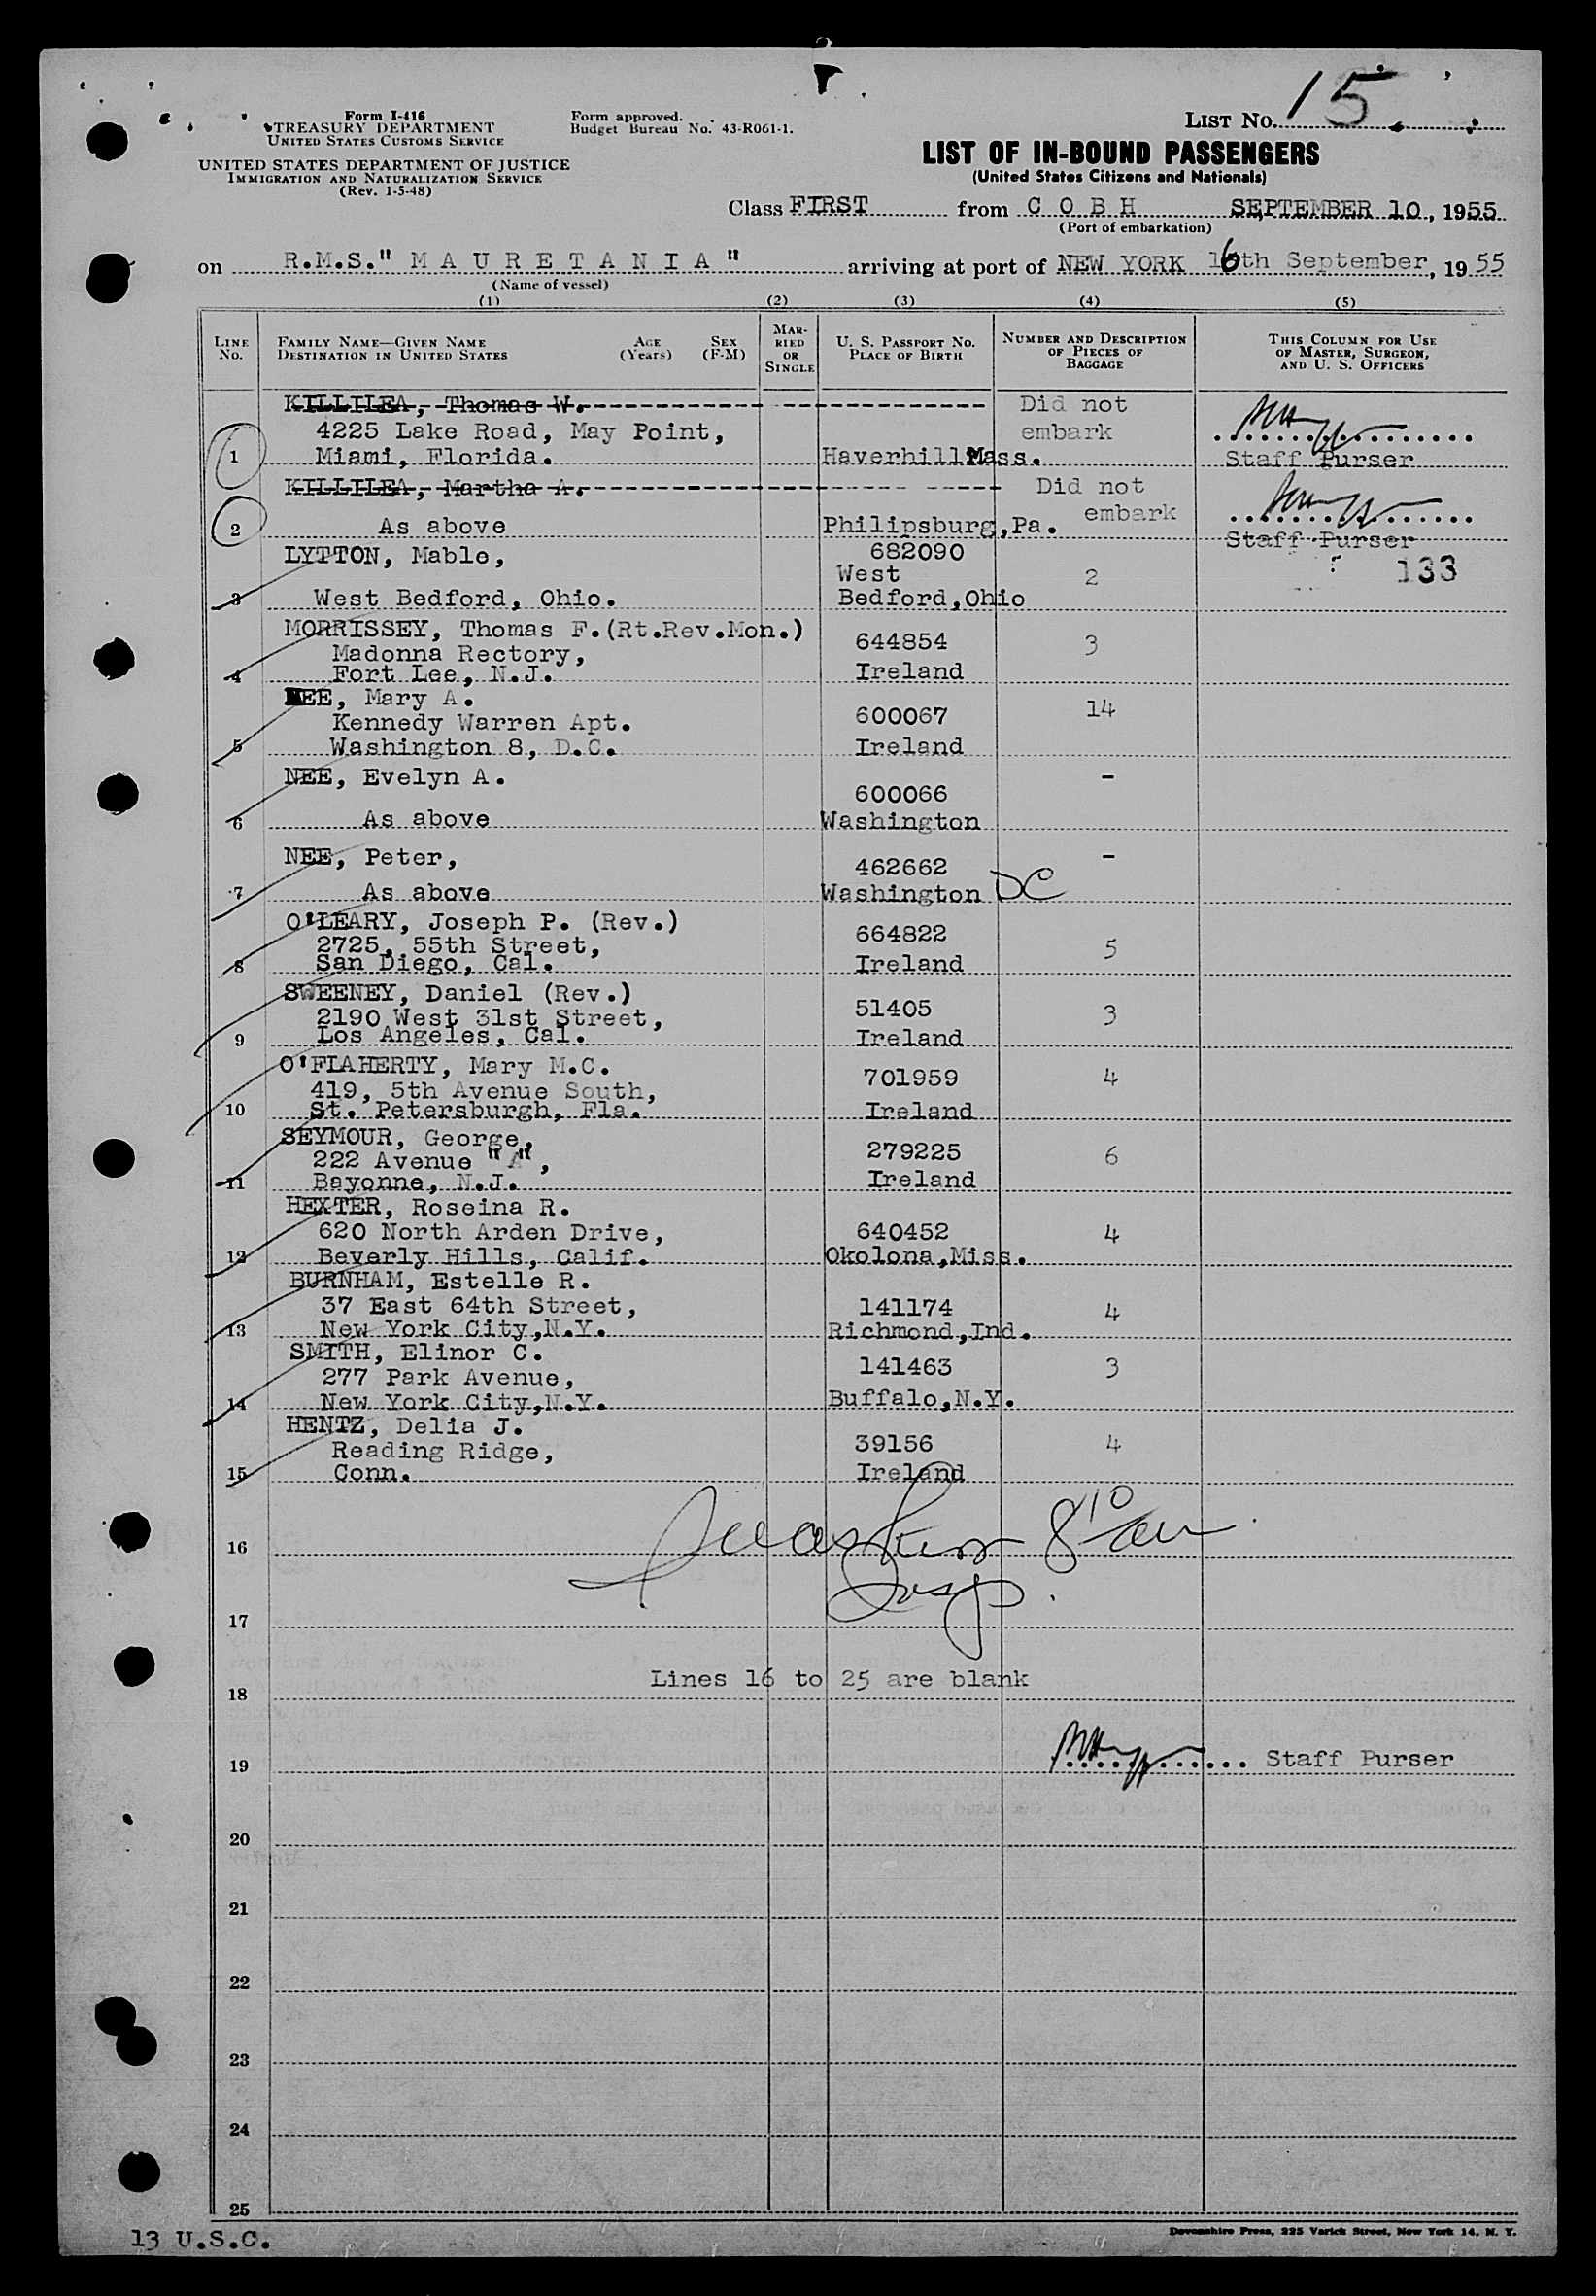 Form I-416
TREASURY DEPARTMENT
UNITED STATES CUSTOMS SERVICE
UNITED STATES DEPARTMENT OF JUSTICE
IMMIGRATION AND NATURALIZATION SERVICE
(Rev. 1-5-48)
Form approved.
Budget Bureau No. 43-R061-1.
LIST No. 15
LIST OF IN-BOUND PASSENGERS
(United States Citizens and Nationals)
Class FIRST from C O B H SEPTEMBER 10, 1955
(Port of embarkation)
on R.M.S." M A U R E T A N I A " arriving at port of NEW YORK 16th September, 1955
(Name of vessel)
(1) (2) (3) (4) (5)
LINE No. FAMILY NAME—GIVEN NAME DESTINATION IN UNITED STATES AGE (Years) SEX (F-M) MARRIED OR SINGLE U. S. PASSPORT No. PLACE OF BIRTH NUMBER AND DESCRIPTION OF PIECES OF BAGGAGE THIS COLUMN FOR USE OF MASTER, SURGEON, AND U. S. OFFICERS
KILLILEA, Thomas W. Did not
4225 Lake Road, May Point, embark
1 Miami, Florida. Haverhill Mass. Staff Purser
KILLILEA, Martha A. Did not
2 As above Philipsburg,Pa. embark Staff Purser
LYTTON, Mable, 682090 133
West 2
3 West Bedford, Ohio. Bedford,Ohio
MORRISSEY, Thomas F.(Rt.Rev.Mon.) 644854 3
Madonna Rectory,
4 Fort Lee, N.J. Ireland
NEE, Mary A. 14
Kennedy Warren Apt. 600067
5 Washington 8, D.C. Ireland
NEE, Evelyn A. -
600066
6 As above Washington
NEE, Peter, -
462662
7 As above Washington DC
O'LEARY, Joseph P. (Rev.) 664822
2725, 55th Street, 5
8 San Diego, Cal. Ireland
SWEENEY, Daniel (Rev.) 51405
2190 West 31st Street, 3
9 Los Angeles, Cal. Ireland
O'FLAHERTY, Mary M.C. 701959 4
419, 5th Avenue South,
10 St. Petersburgh, Fla. Ireland
SEYMOUR, George, 279225
222 Avenue "A", 6
11 Bayonne, N.J. Ireland
HEXTER, Roseina R.
620 North Arden Drive, 640452 4
12 Beverly Hills, Calif. Okolona,Miss.
BURNHAM, Estelle R.
37 East 64th Street, 141174 4
13 New York City,N.Y. Richmond,Ind.
SMITH, Elinor C. 141463 3
277 Park Avenue,
14 New York City,N.Y. Buffalo,N.Y.
HENTZ, Delia J. 39156 4
Reading Ridge,
15 Conn. Ireland
16 8 10 am
Insp.
17
Lines 16 to 25 are blank
18
19 Staff Purser
20
21
22
23
24
25
13 U.S.C.
Devonshire Press, 225 Varick Street, New York 14, N. Y.